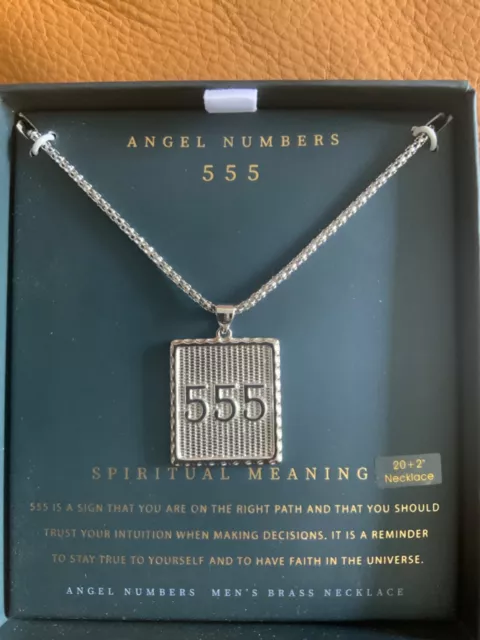 ANGEL NUMBERS
555
555
SPIRITUAL MEANING
20+2"
Necklace
555 IS A SIGN THAT YOU ARE ON THE RIGHT PATH AND THAT YOU SHOULD
TRUST YOUR INTUITION WHEN MAKING DECISIONS. IT IS A REMINDER
TO STAY TRUE TO YOURSELF AND TO HAVE FAITH IN THE UNIVERSE.
ANGEL NUMBERS MEN'S BRASS NECKLACE